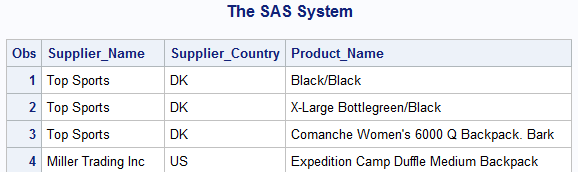 The SAS System
Obs Supplier_Name Supplier_Country Product_Name
1 Top Sports DK Black/Black
2 Top Sports DK X-Large Bottlegreen/Black
3 Top Sports DK Comanche Women's 6000 Q Backpack. Bark
4 Miller Trading Inc US Expedition Camp Duffle Medium Backpack